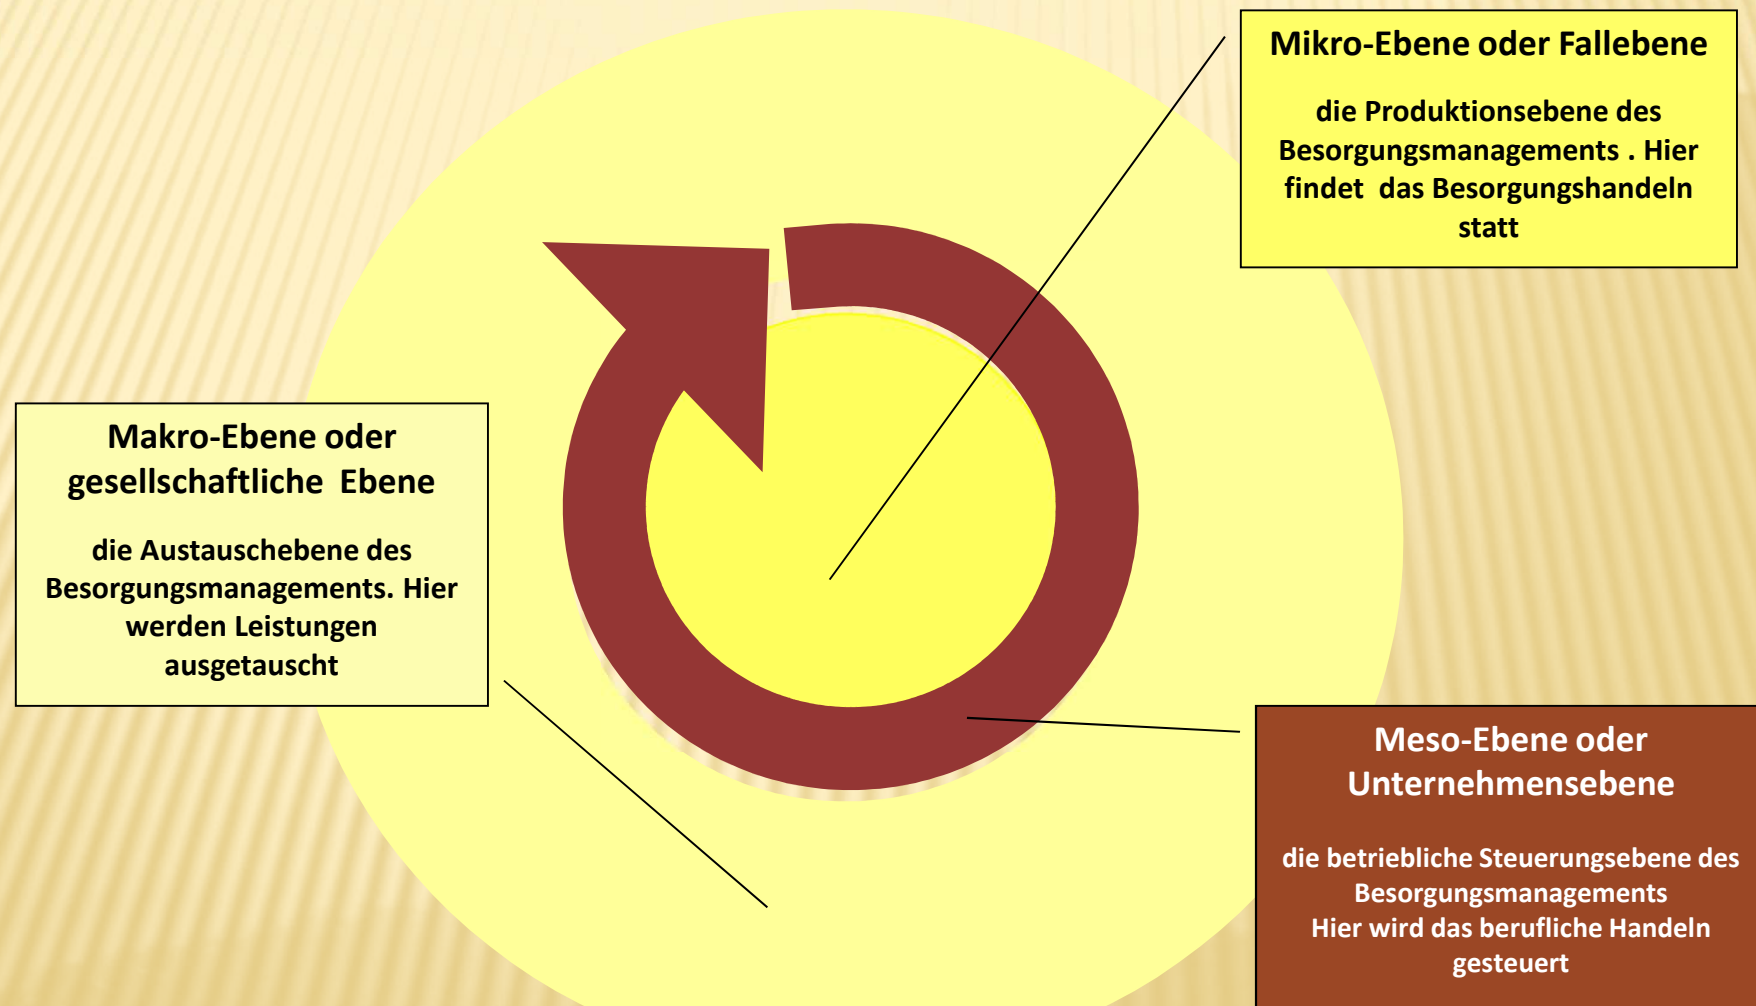 Mikro-Ebene oder Fallebene
die Produktionsebene des
Besorgungsmanagements . Hier
findet  das Besorgungshandeln
statt
Makro-Ebene oder
gesellschaftliche  Ebene
die Austauschebene des
Besorgungsmanagements. Hier
werden Leistungen
ausgetauscht
Meso-Ebene oder
Unternehmensebene
die betriebliche Steuerungsebene des
Besorgungsmanagements
Hier wird das berufliche Handeln
gesteuert